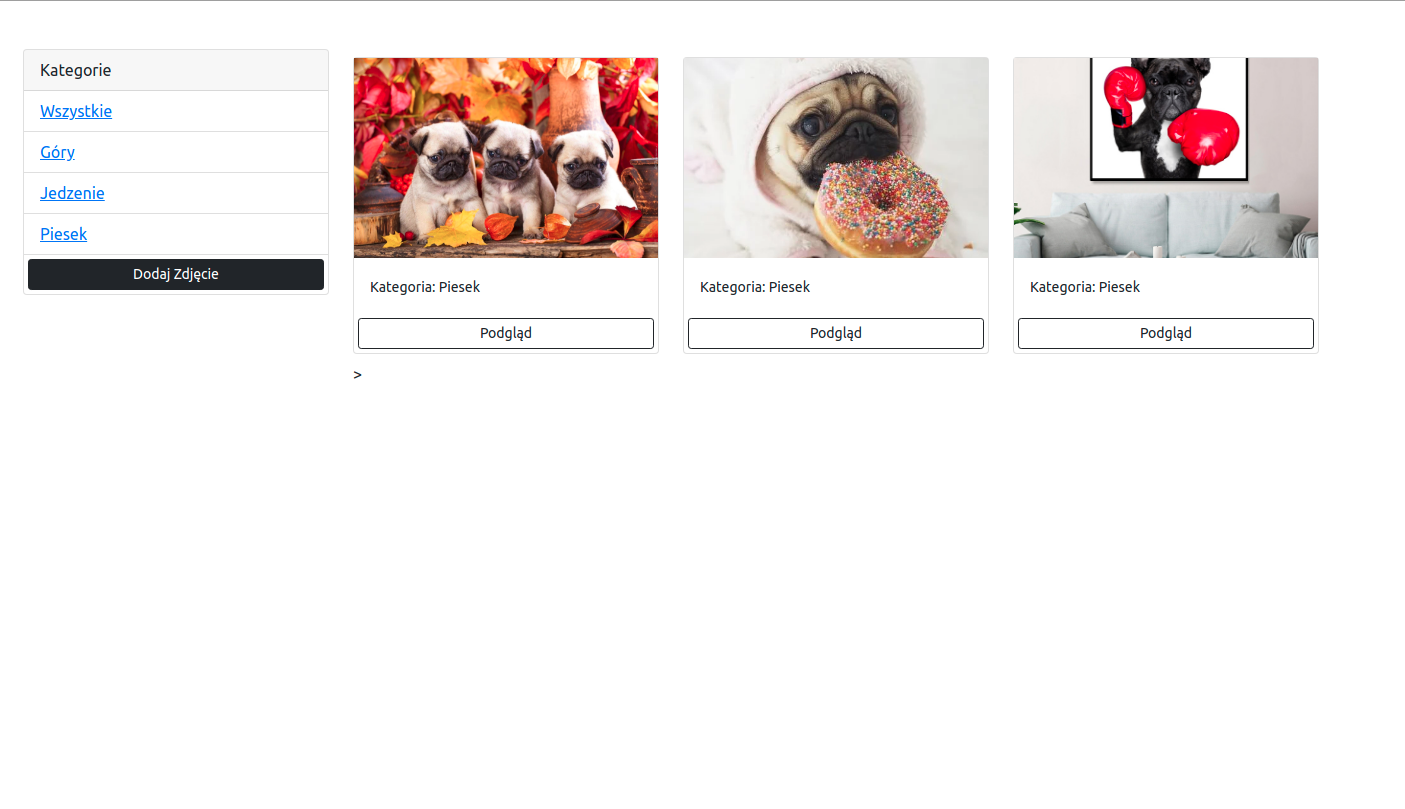 Kategorie
Wszystkie
Góry
Jedzenie
Piesek
Dodaj Zdjęcie
Kategoria: Piesek
Podgląd
Kategoria: Piesek
Podgląd
Kategoria: Piesek
Podgląd
>